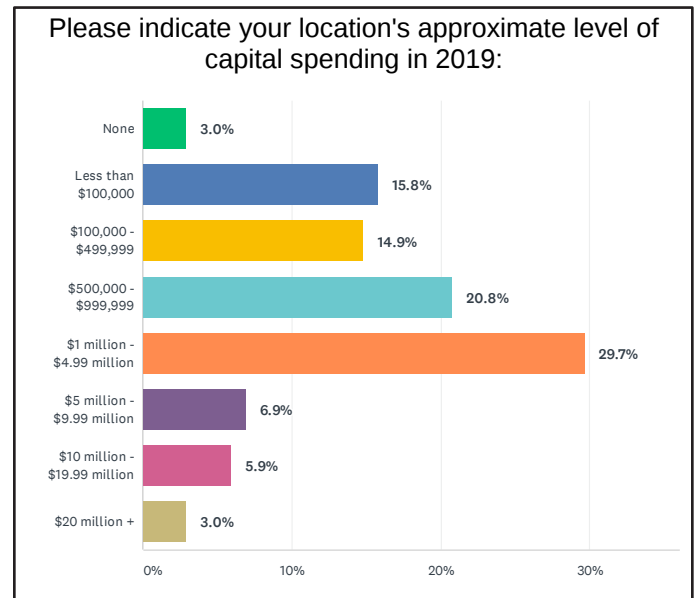 Please indicate your location's approximate level of
capital spending in 2019:
None
3.0%
Less than
$100,000
15.8%
$100,000 -
$499,999
14.9%
$500,000 -
$999,999
20.8%
$1 million -
$4.99 million
29.7%
$5 million -
$9.99 million
6.9%
$10 million -
$19.99 million
5.9%
$20 million +
3.0%
0%
10%
20%
30%